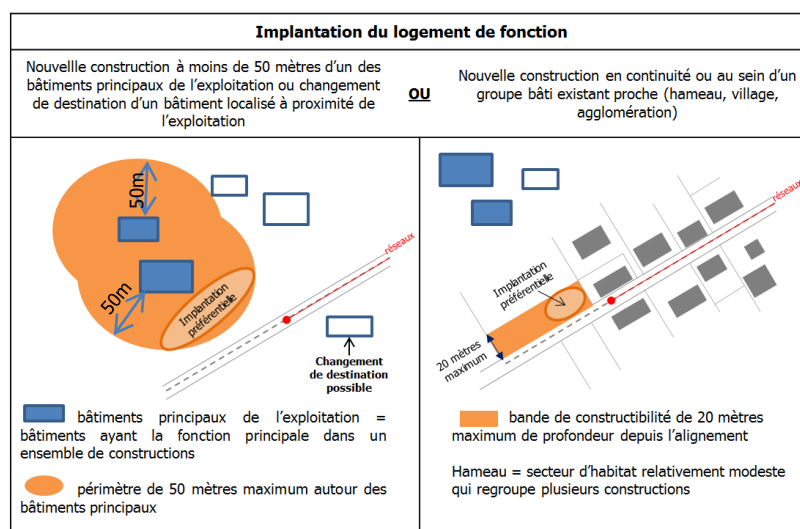 Implantation du logement de fonction
Nouvellle construction à moins de 50 mètres d'un des
bâtiments principaux de l'exploitation ou changement
de destination d'un bâtiment localisé à proximité de
l'exploitation
OU
Nouvelle construction en continuité ou au sein d'un
groupe bâti existant proche (hameau, village,
agglomération)
50m
50m
Implantation
préférentielle
réseaux
Changement
de destination
possible
bâtiments principaux de l'exploitation =
bâtiments ayant la fonction principale dans un
ensemble de constructions
périmètre de 50 mètres maximum autour des
bâtiments principaux
réseaux
Implantation
préférentielle
20 mètres
maximum
bande de constructibilité de 20 mètres
maximum de profondeur depuis l'alignement
Hameau = secteur d'habitat relativement modeste
qui regroupe plusieurs constructions